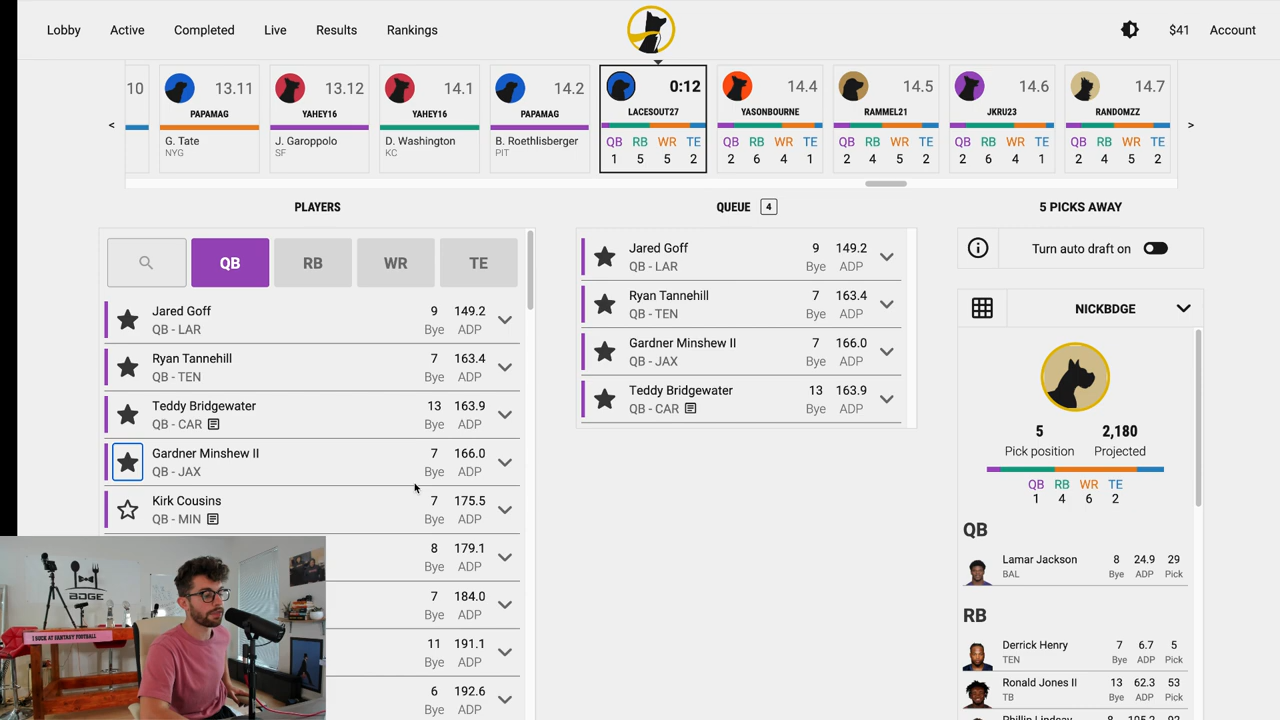 Lobby Active Completed Live Results Rankings $41 Account
10 13.11 13.12 14.1 14.2 0:12 14.4 14.5 14.6 14.7
PAPAMAG YAHEY16 YAHEY16 PAPAMAG LACESOUT27 YASONBOURNE RAMMEL21 JKRU23 RANDOMZZ
G. Tate
NYG
J. Garoppolo
SF
D. Washington
KC
B. Roethlisberger
PIT
QB RB WR TE
1 5 5 2
QB RB WR TE
2 6 4 1
QB RB WR TE
2 4 5 2
QB RB WR TE
2 6 4 1
QB RB WR TE
2 4 5 2
< >
PLAYERS
QB RB WR TE
Jared Goff 9 149.2
QB - LAR Bye ADP
Ryan Tannehill 7 163.4
QB - TEN Bye ADP
Teddy Bridgewater 13 163.9
QB - CAR Bye ADP
Gardner Minshew II 7 166.0
QB - JAX Bye ADP
Kirk Cousins 7 175.5
QB - MIN Bye ADP
8 179.1
Bye ADP
7 184.0
Bye ADP
11 191.1
Bye ADP
6 192.6
Bye ADP
QUEUE 4
Jared Goff 9 149.2
QB - LAR Bye ADP
Ryan Tannehill 7 163.4
QB - TEN Bye ADP
Gardner Minshew II 7 166.0
QB - JAX Bye ADP
Teddy Bridgewater 13 163.9
QB - CAR Bye ADP
5 PICKS AWAY
Turn auto draft on
NICKBDGE
5 2,180
Pick position Projected
QB RB WR TE
1 4 6 2
QB
Lamar Jackson 8 24.9 29
BAL Bye ADP Pick
RB
Derrick Henry 7 6.7 5
TEN Bye ADP Pick
Ronald Jones II 13 62.3 53
TB Bye ADP Pick
Phillip Lindsay 8 105.2 92
BDGE
I SUCK AT FANTASY FOOTBALL